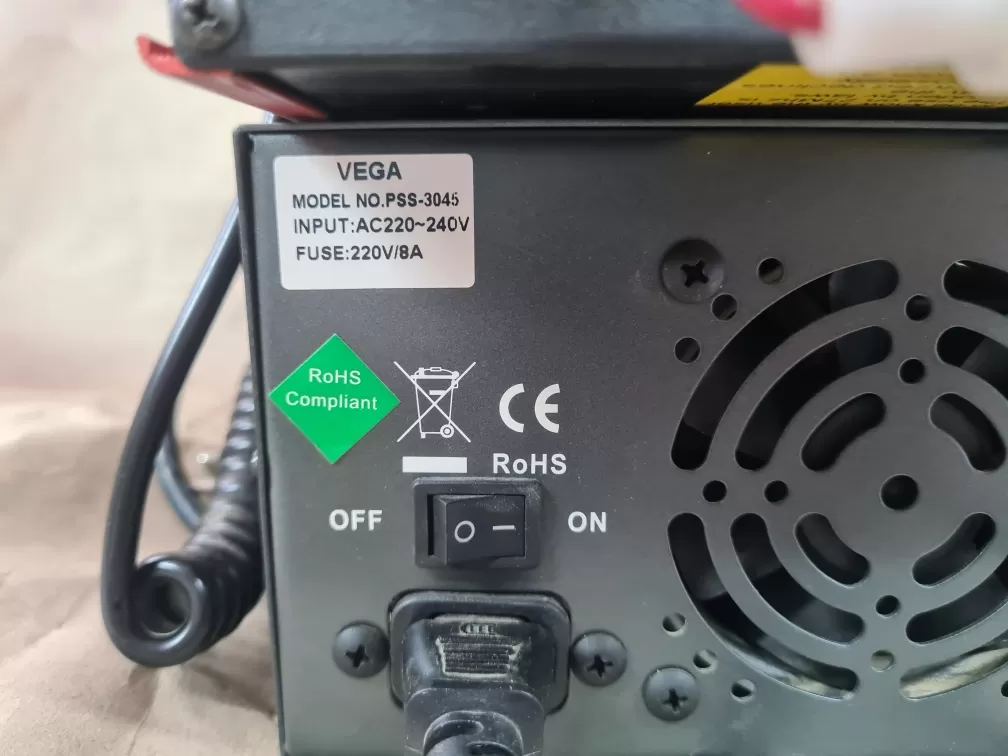 VEGA
MODEL NO.PSS-3045
INPUT:AC220~240V
FUSE:220V/8A
RoHS
Compliant
CE
RoHS
OFF
O
ON